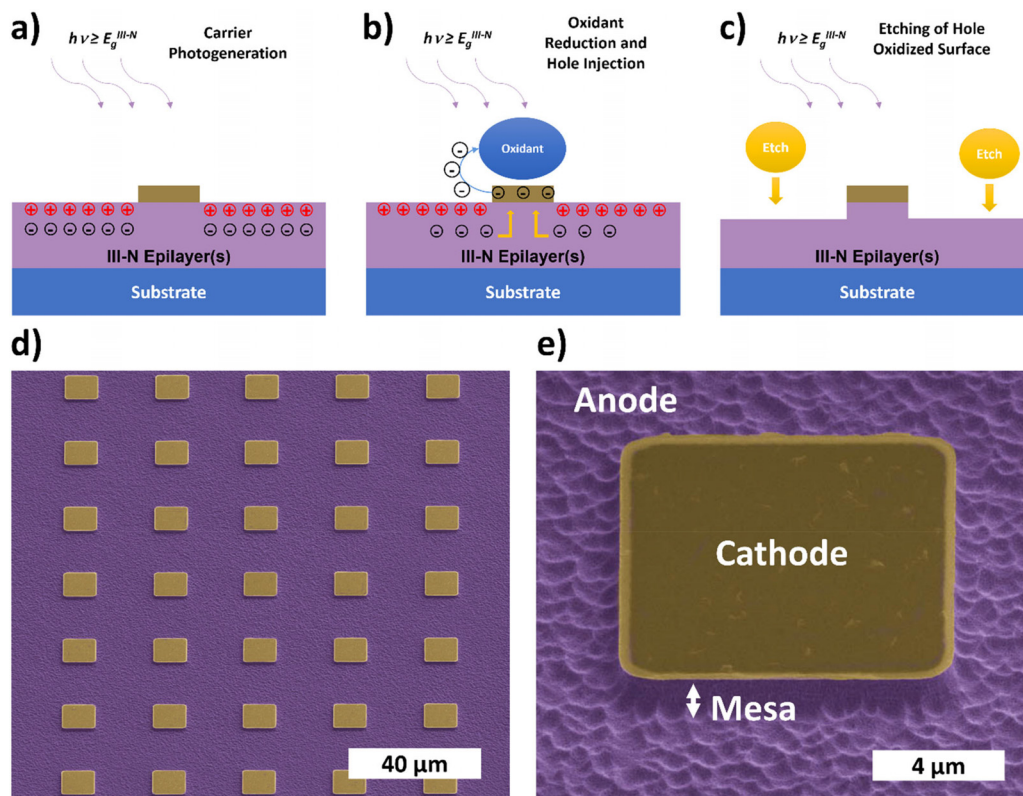 a)
hν ≥ E_g^III-N
Carrier
Photogeneration
III-N Epilayer(s)
Substrate
b)
hν ≥ E_g^III-N
Oxidant
Reduction and
Hole Injection
Oxidant
III-N Epilayer(s)
Substrate
c)
hν ≥ E_g^III-N
Etching of Hole
Oxidized Surface
Etch
Etch
III-N Epilayer(s)
Substrate
d)
40 µm
e)
Anode
Cathode
Mesa
4 µm